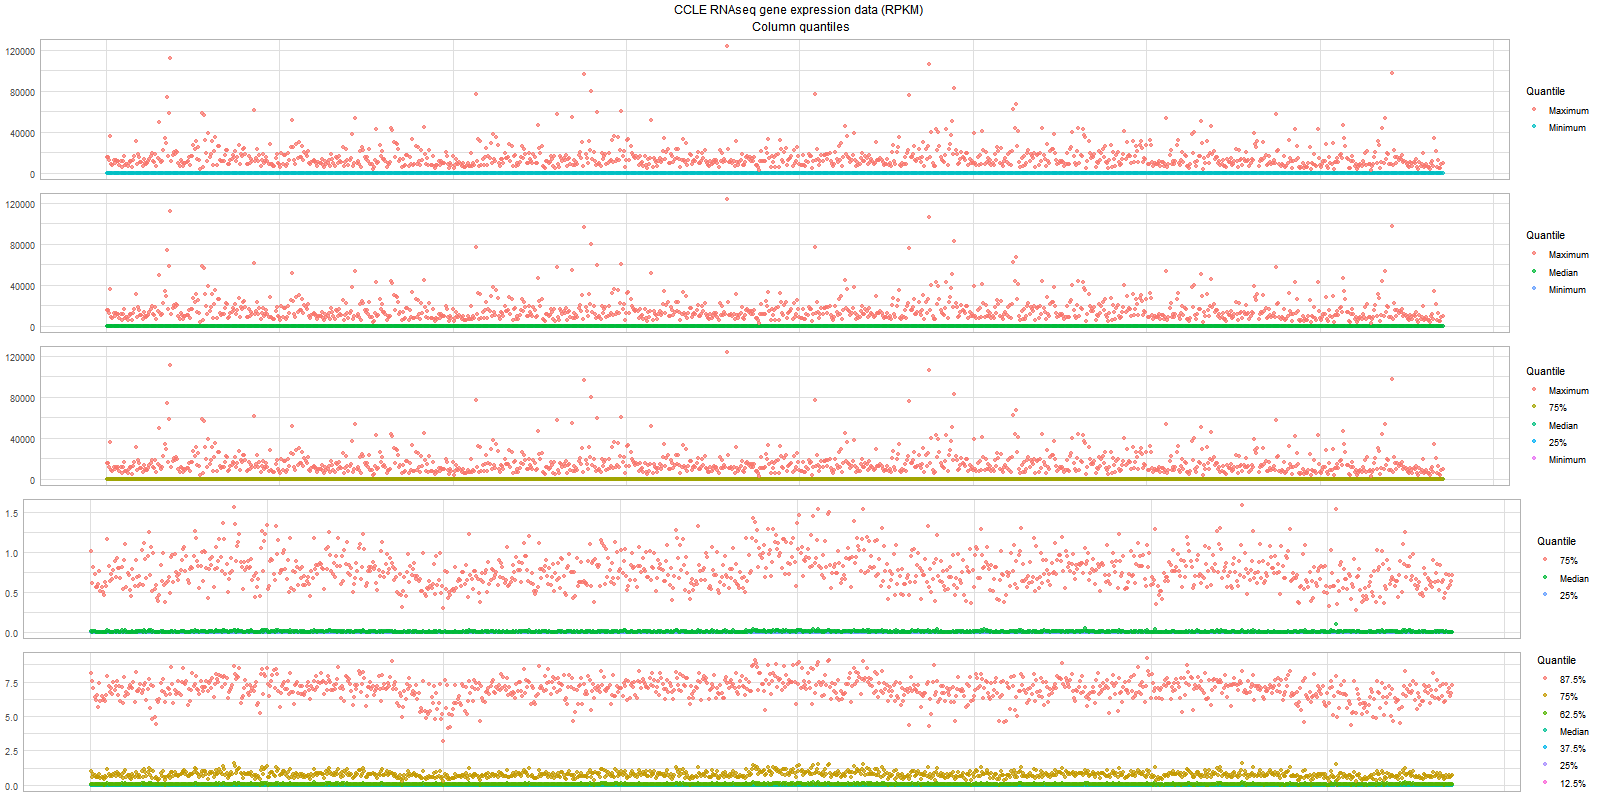 CCLE RNAseq gene expression data (RPKM)
Column quantiles
120000
80000
40000
0
Quantile
Maximum
Minimum
120000
80000
40000
0
Quantile
Maximum
Median
Minimum
120000
80000
40000
0
Quantile
Maximum
75%
Median
25%
Minimum
1.5
1.0
0.5
0.0
Quantile
75%
Median
25%
7.5
5.0
2.5
0.0
Quantile
87.5%
75%
62.5%
Median
37.5%
25%
12.5%